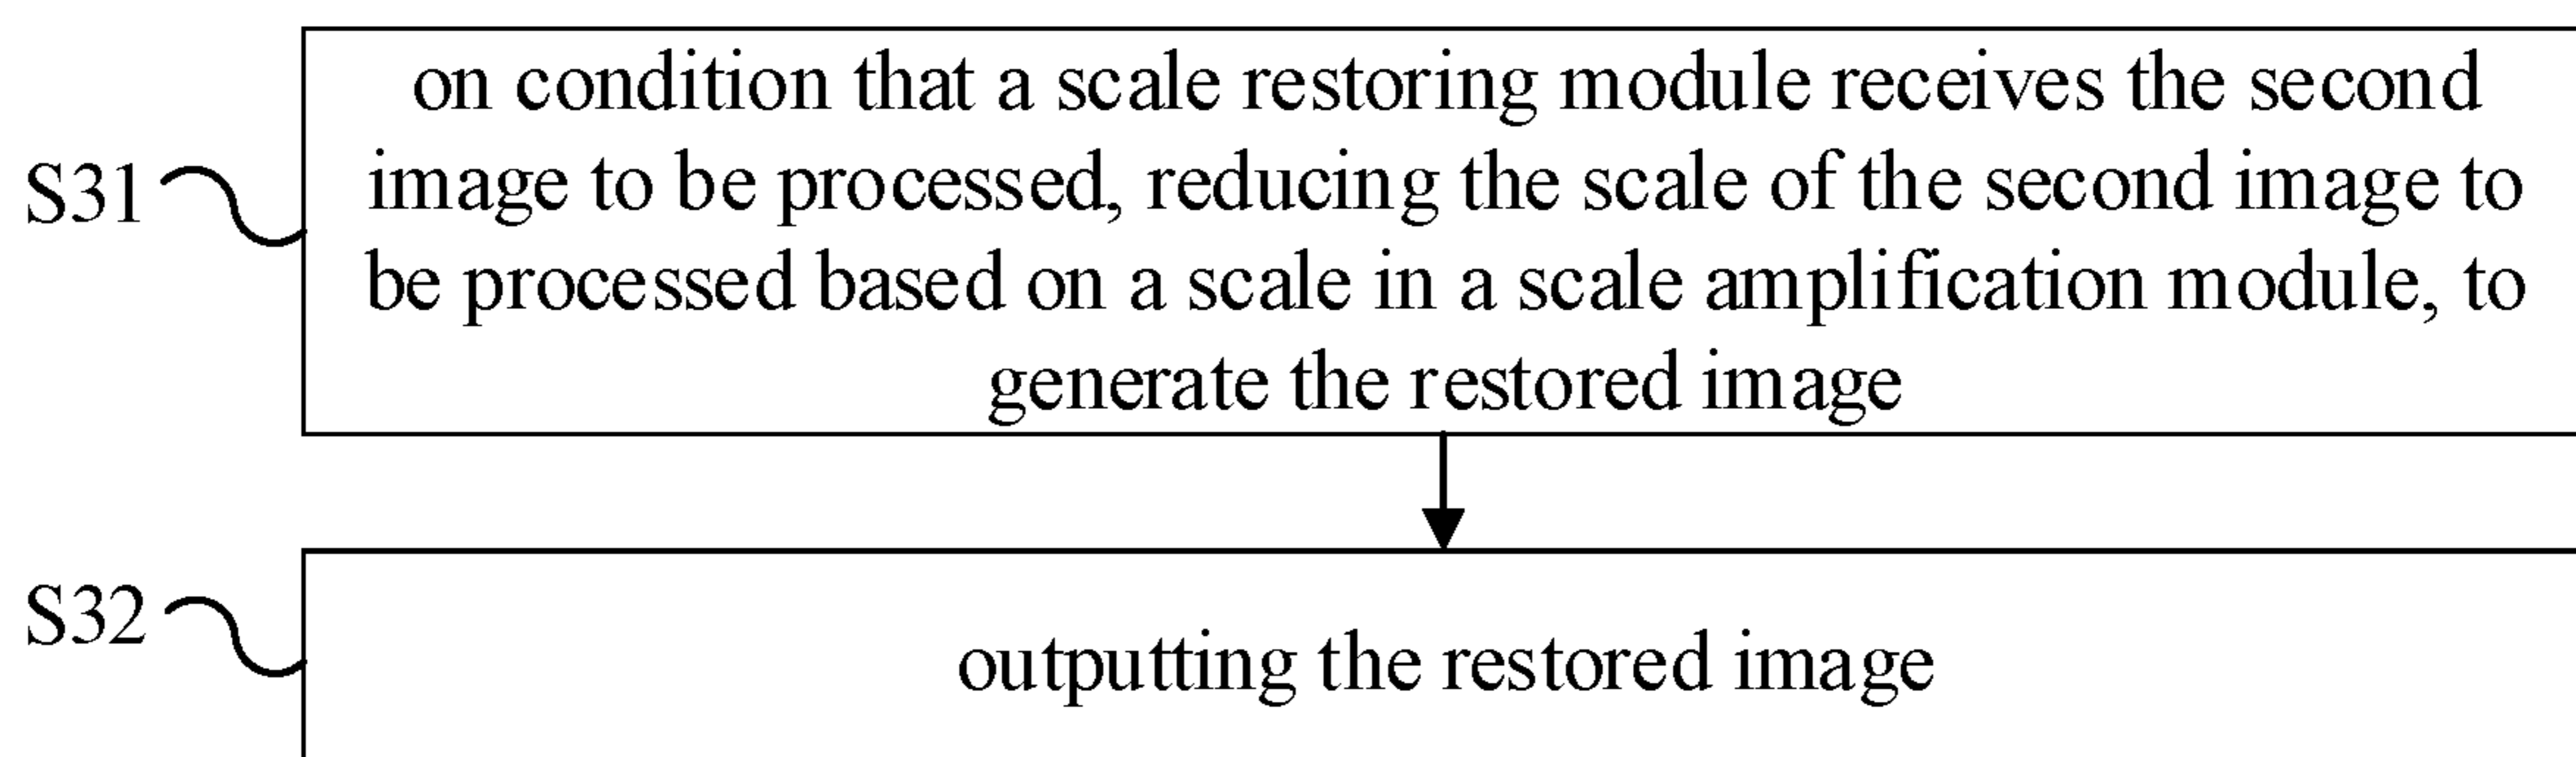 on condition that a scale restoring module receives the second
S31 image to be processed, reducing the scale of the second image to
be processed based on a scale in a scale amplification module, to
generate the restored image
S32 outputting the restored image